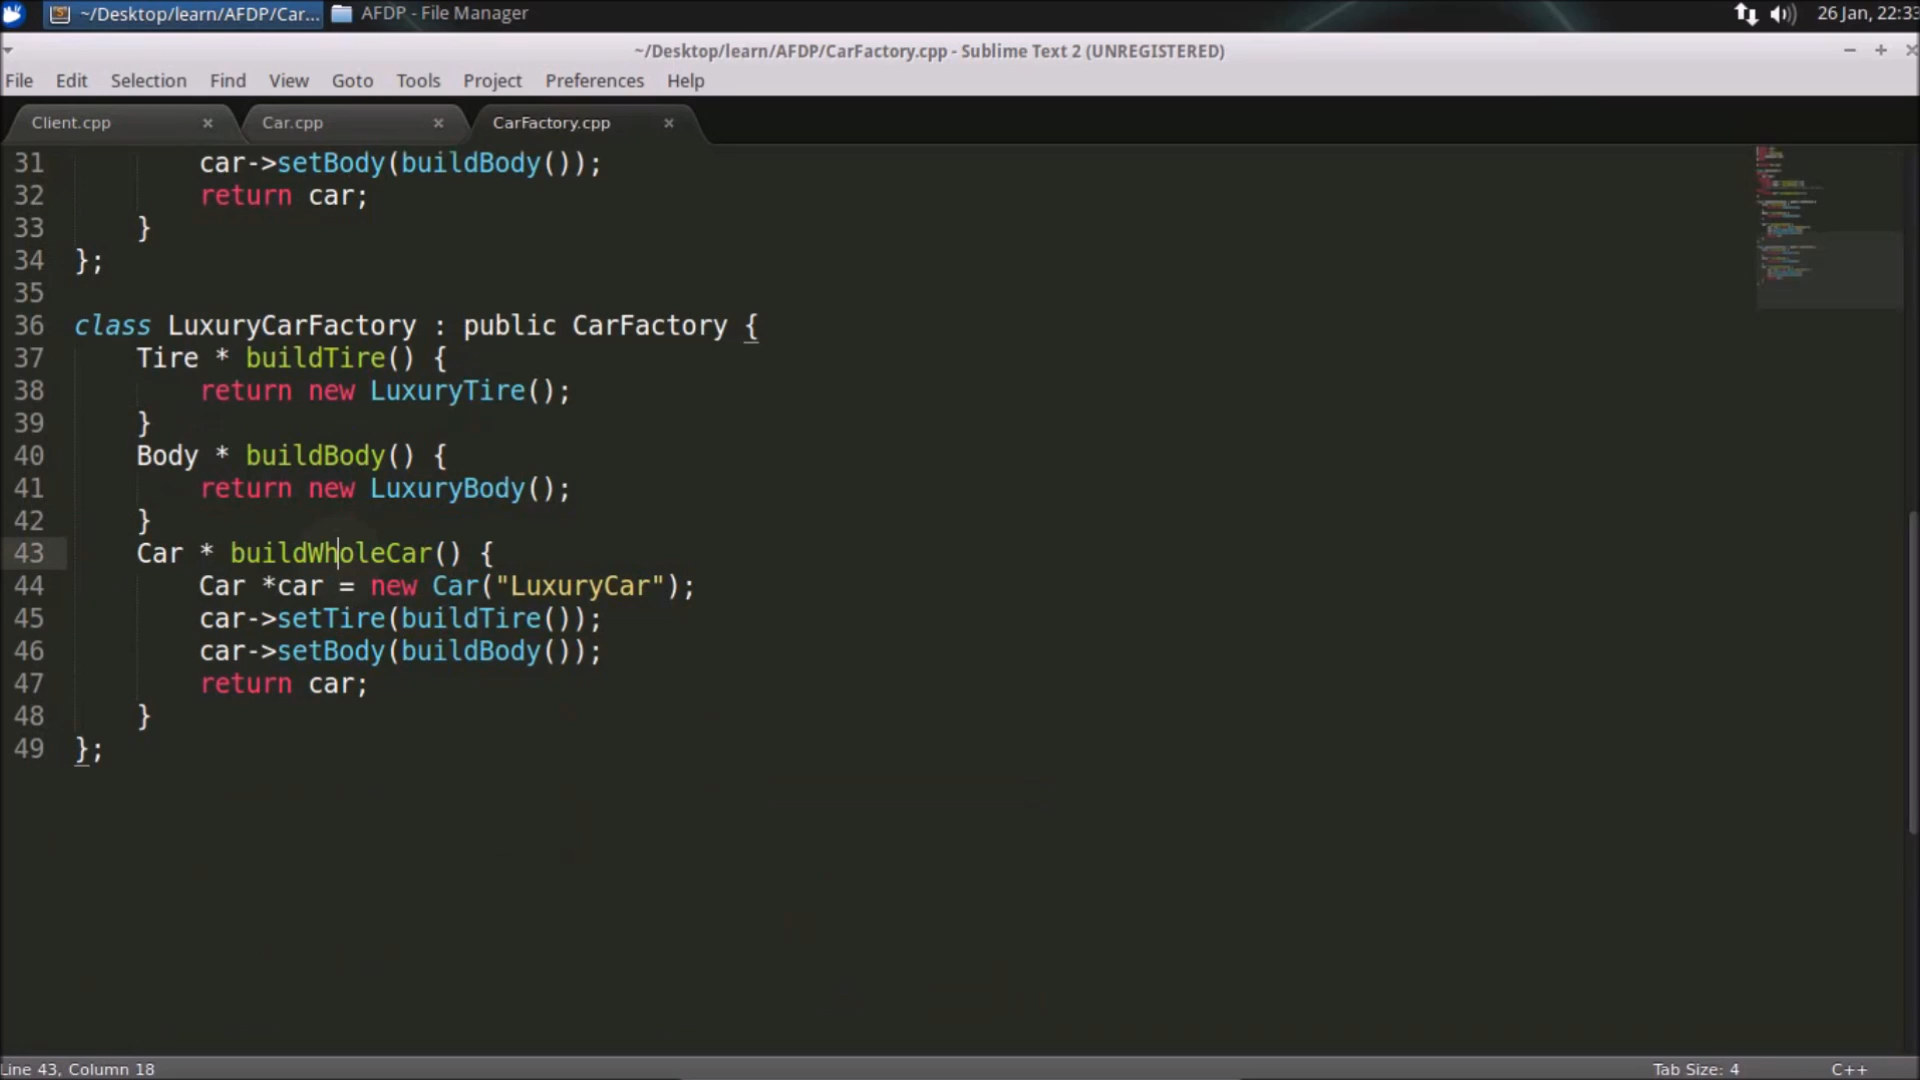 ~/Desktop/learn/AFDP/Car... AFDP - File Manager 26 Jan, 22:33
~/Desktop/learn/AFDP/CarFactory.cpp - Sublime Text 2 (UNREGISTERED)
File Edit Selection Find View Goto Tools Project Preferences Help
Client.cpp × Car.cpp × CarFactory.cpp ×
31 car->setBody(buildBody());
32 return car;
33 }
34 };
35
36 class LuxuryCarFactory : public CarFactory {
37 Tire * buildTire() {
38 return new LuxuryTire();
39 }
40 Body * buildBody() {
41 return new LuxuryBody();
42 }
43 Car * buildWholeCar() {
44 Car *car = new Car("LuxuryCar");
45 car->setTire(buildTire());
46 car->setBody(buildBody());
47 return car;
48 }
49 };
Line 43, Column 18 Tab Size: 4 C++